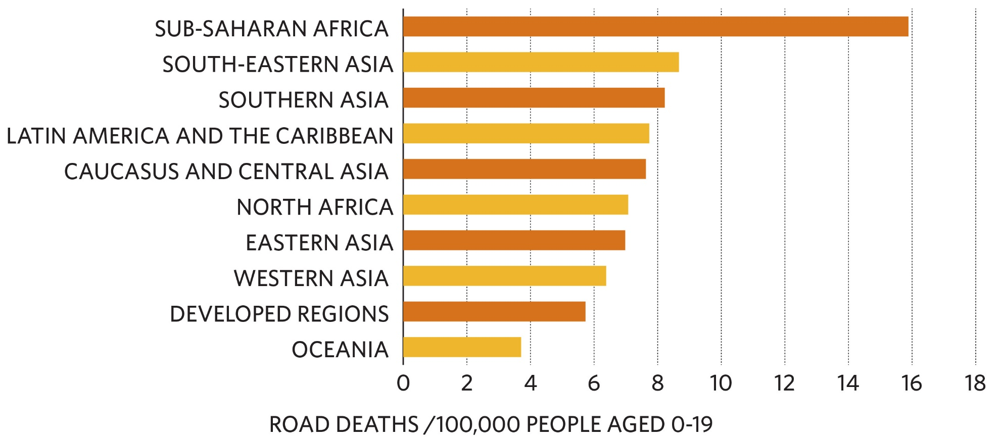 SUB-SAHARAN AFRICA
SOUTH-EASTERN ASIA
SOUTHERN ASIA
LATIN AMERICA AND THE CARIBBEAN
CAUCASUS AND CENTRAL ASIA
NORTH AFRICA
EASTERN ASIA
WESTERN ASIA
DEVELOPED REGIONS
OCEANIA
0 2 4 6 8 10 12 14 16 18
ROAD DEATHS /100,000 PEOPLE AGED 0-19